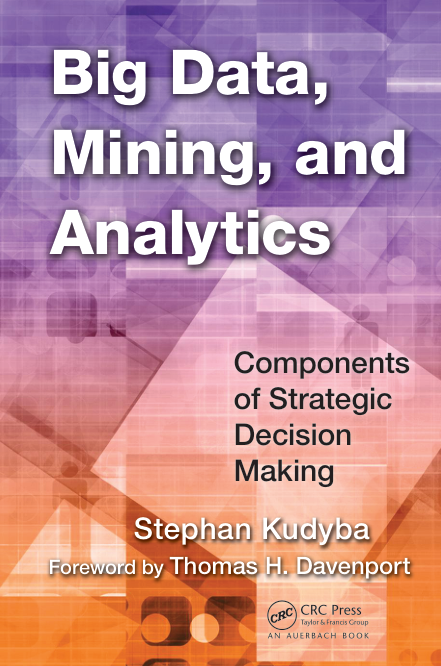 Big Data,
Mining, and
Analytics
Components
of Strategic
Decision
Making
Stephan Kudyba
Foreword by Thomas H. Davenport
CRC CRC Press
Taylor & Francis Group
AN AUERBACH BOOK